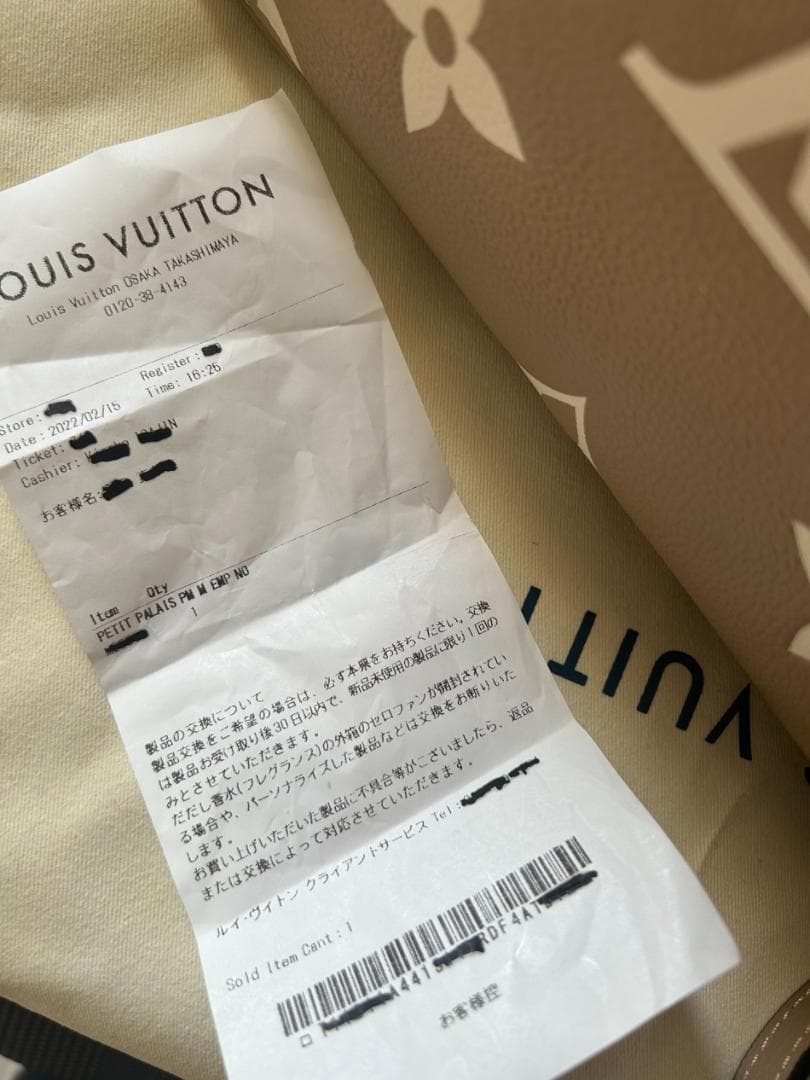 LOUIS VUITTON
Louis Vuitton OSAKA TAKASHIMAYA
0120-38-4143
Store: Register:
Date: 2022/02/15 Time: 16:26
Ticket:
Cashier:
お客様名:
Item Qty
PETIT PALAIS PM M EMP NO
1
製品の交換について
製品交換をご希望の場合は、必ず本票をお持ちください。交換
は製品お受け取り後30日以内で、新品未使用の製品に限り1回の
みとさせていただきます。
ただし香水(フレグランス)の外箱のセロファンが開封されてい
る場合や、パーソナライズした製品などは交換をお断りいた
します。
お買い上げいただいた製品に不具合等がございましたら、返品
または交換によって対応させていただきます。
ルイ・ヴィトン クライアントサービス Tel:
Sold Item Cant: 1
お客様控
VUIT